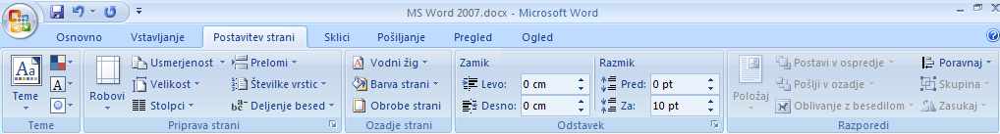 MS Word 2007.docx - Microsoft Word
Osnovno Vstavljanje Postavitev strani Sklici Pošiljanje Pregled Ogled
Aa
Teme
A
Teme
Robovi
Usmerjenost
Velikost
Stolpci
Prelomi
Številke vrstic
Deljenje besed
Priprava strani
Vodni žig
Barva strani
Obrobe strani
Ozadje strani
Zamik
Levo: 0 cm
Desno: 0 cm
Razmik
Pred: 0 pt
Za: 10 pt
Odstavek
Položaj
Postavi v ospredje
Pošlji v ozadje
Oblivanje z besedilom
Poravnaj
Skupina
Zasukaj
Razporedi